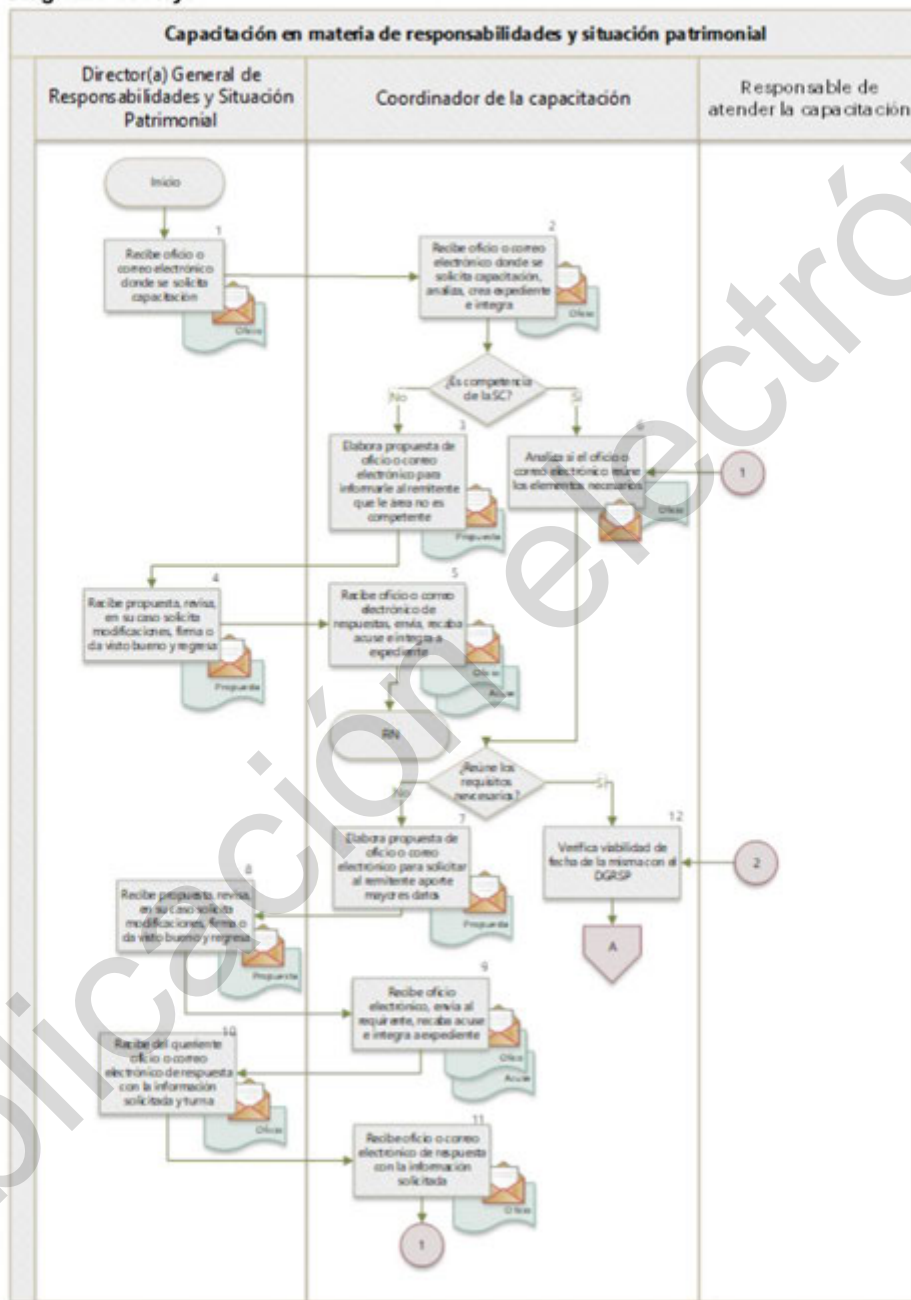 Capacitación en materia de responsabilidades y situación patrimonial
Director(a) General de
Responsabilidades y Situación
Patrimonial
Coordinador de la capacitación
Responsable de
atender la capacitación
Inicio
1
Recibe oficio o
correo electrónico
donde se solicita
capacitación
Oficio
2
Recibe oficio o correo
electrónico donde se
solicita capacitación,
analiza, crea expediente
e integra
Oficio
¿Es competencia
de la SC?
No
Si
3
Elabora propuesta de
oficio o correo
electrónico para
informarle al remitente
que le área no es
competente
Propuesta
6
Analiza si el oficio o
correo electrónico reúne
los elementos necesarios
Oficio
1
4
Recibe propuesta, revisa,
en su caso solicita
modificaciones, firma o
da visto bueno y regresa
Propuesta
5
Recibe oficio o correo
electrónico de
respuestas, envía, recaba
acuse e integra a
expediente
Oficio
Acuse
FIN
¿Reúne los
requisitos
necesarios?
No
Si
7
Elabora propuesta de
oficio o correo
electrónico para solicitar
al remitente aporte
mayores datos
Propuesta
12
Verifica viabilidad de
fecha de la misma con el
DGRSP
2
A
8
Recibe propuesta, revisa,
en su caso solicita
modificaciones, firma o
da visto bueno y regresa
Propuesta
9
Recibe oficio
electrónico, envía al
requirente, recaba acuse
e integra a expediente
Oficio
Acuse
10
Recibe del queriente
oficio o correo
electrónico de respuesta
con la información
solicitada y turna
Oficio
11
Recibe oficio o correo
electrónico de respuesta
con la información
solicitada
Oficio
1